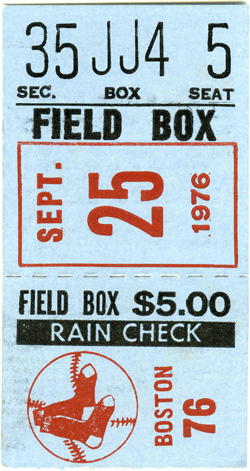 35 JJ4 5
SEC. BOX SEAT
FIELD BOX
SEPT. 25 1976
FIELD BOX $5.00
RAIN CHECK
BOSTON 76